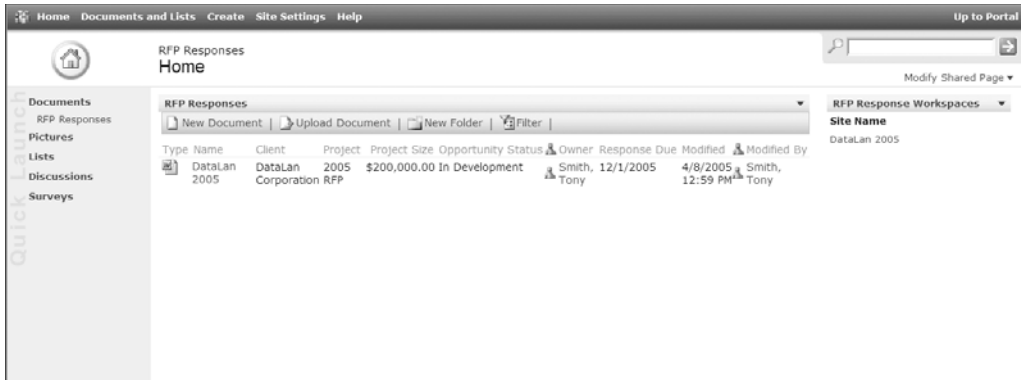 Home Documents and Lists Create Site Settings Help Up to Portal
RFP Responses
Home
Modify Shared Page
Quick Launch
Documents
RFP Responses
Pictures
Lists
Discussions
Surveys
RFP Responses
New Document | Upload Document | New Folder | Filter |
Type Name Client Project Project Size Opportunity Status Owner Response Due Modified Modified By
DataLan DataLan 2005 $200,000.00 In Development Smith, 12/1/2005 4/8/2005 Smith,
2005 Corporation RFP Tony 12:59 PM Tony
RFP Response Workspaces
Site Name
DataLan 2005